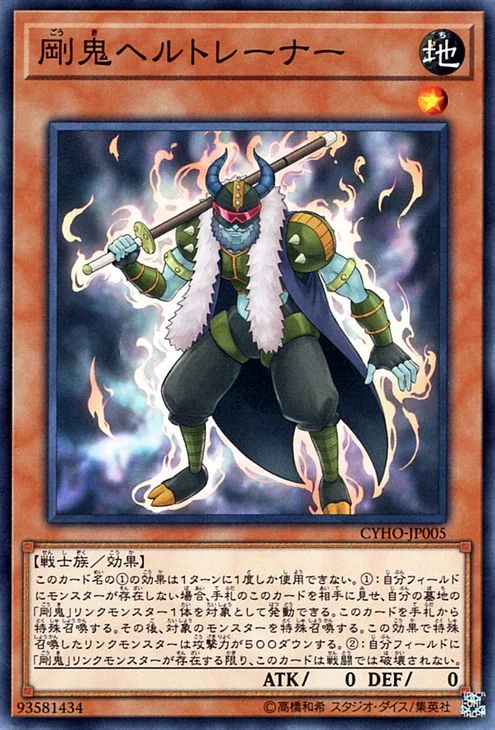 剛鬼ヘルトレーナー
地
CYHO-JP005
【戦士族／効果】
このカード名の①の効果は1ターンに1度しか使用できない。①：自分フィールド
にモンスターが存在しない場合、手札のこのカードを相手に見せ、自分の墓地の
「剛鬼」リンクモンスター1体を対象として発動できる。このカードを手札から
特殊召喚する。その後、対象のモンスターを特殊召喚する。この効果で特殊
召喚したリンクモンスターは攻撃力が500ダウンする。②：自分フィールド
に「剛鬼」リンクモンスターが存在する限り、このカードは戦闘では破壊されない。
ATK/ 0 DEF/ 0
93581434 ©高橋和希 スタジオ・ダイス/集英社